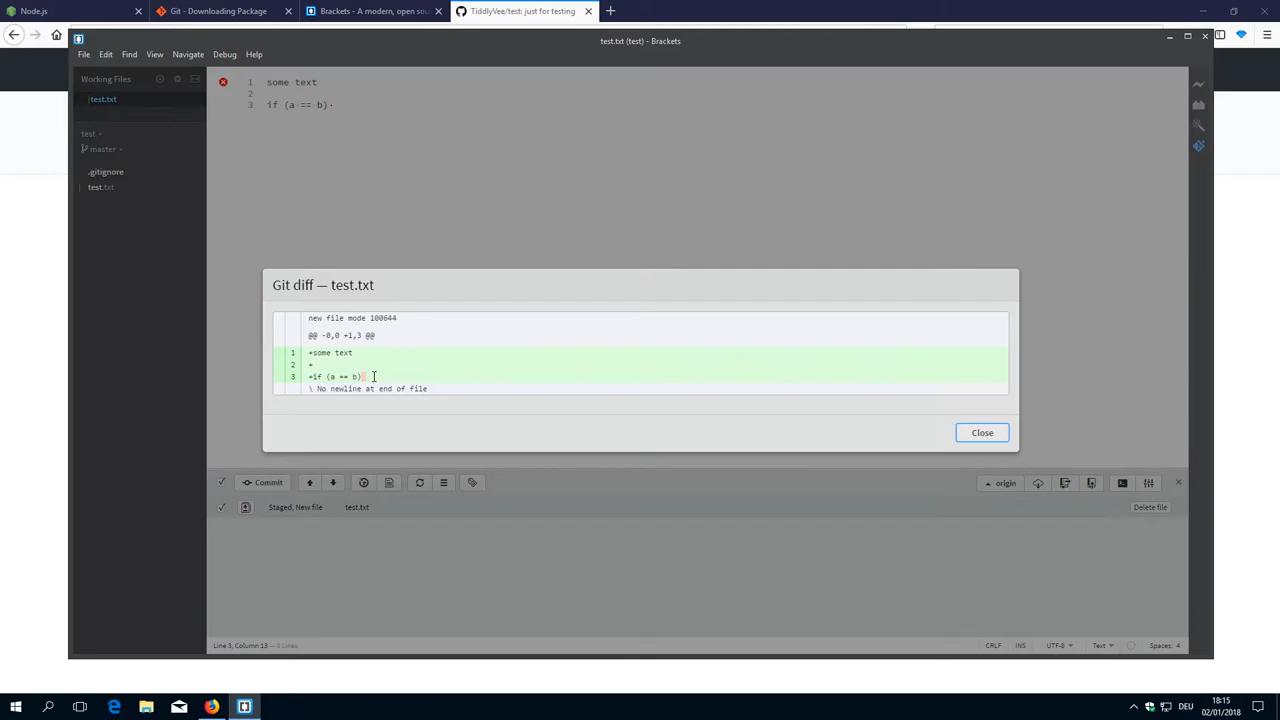 Node.js
Git - Downloading Package
Brackets - A modern, open sou
TiddlyVee/test: just for testing
test.txt (test) - Brackets
File Edit Find View Navigate Debug Help
Working Files
test.txt
test
master
.gitignore
test.txt
1 some text
2
3 if (a == b)·
Git diff — test.txt
new file mode 100644
@@ -0,0 +1,3 @@
1 +some text
2 +
3 +if (a == b)
\ No newline at end of file
Close
Commit
origin
Staged, New file test.txt Delete file
Line 3, Column 13 — 3 Lines
CRLF INS UTF-8 Text Spaces: 4
DEU
18:15
02/01/2018